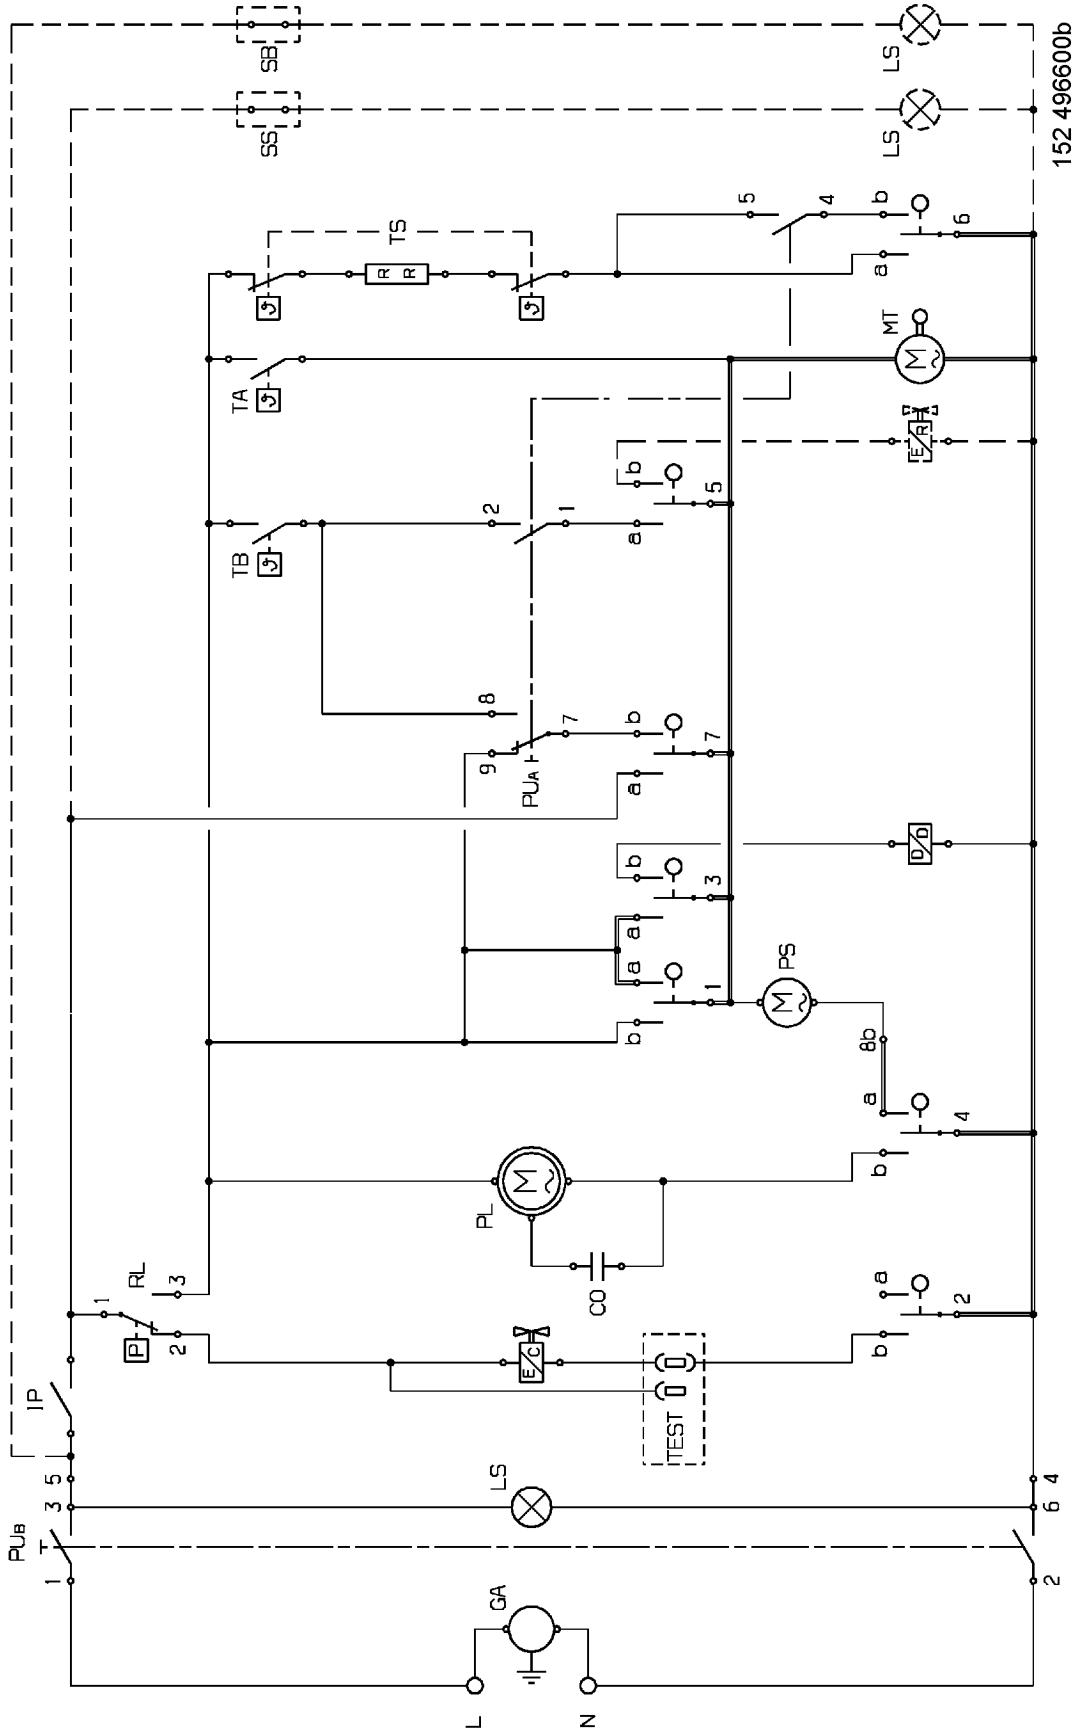 SB
LS
SS
LS
152 496600b
TS
R R
5
4
b
a
6
TA
MT
M
TB
2
1
b
a
5
E R
8
9
7
PUA
b
a
7
b
a
3
D D
a
b
1
M
PS
8b
a
b
4
RL
1
3
2
P
PL
M
CO
a
b
2
E C
TEST
IP
5
3
LS
4
6
PUB
1
2
GA
L
N